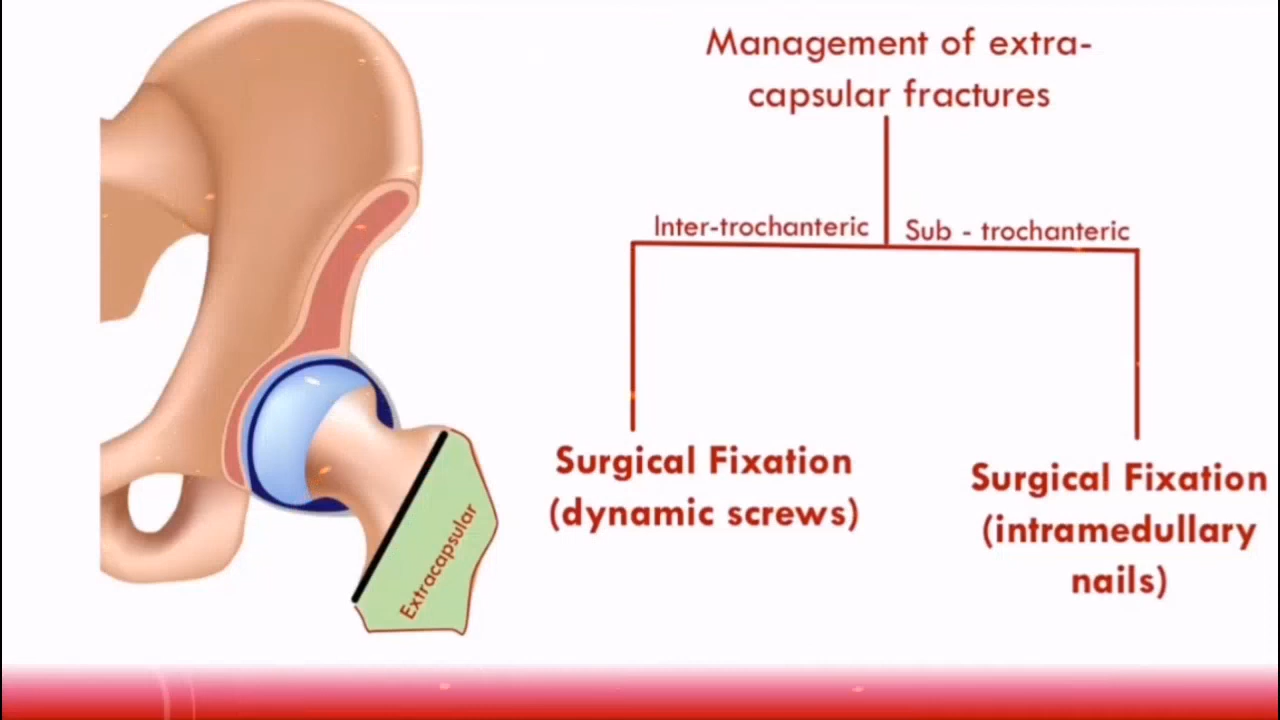 Management of extra-
capsular fractures
Inter-trochanteric
Sub - trochanteric
Surgical Fixation
(dynamic screws)
Surgical Fixation
(intramedullary
nails)
Extracapsular